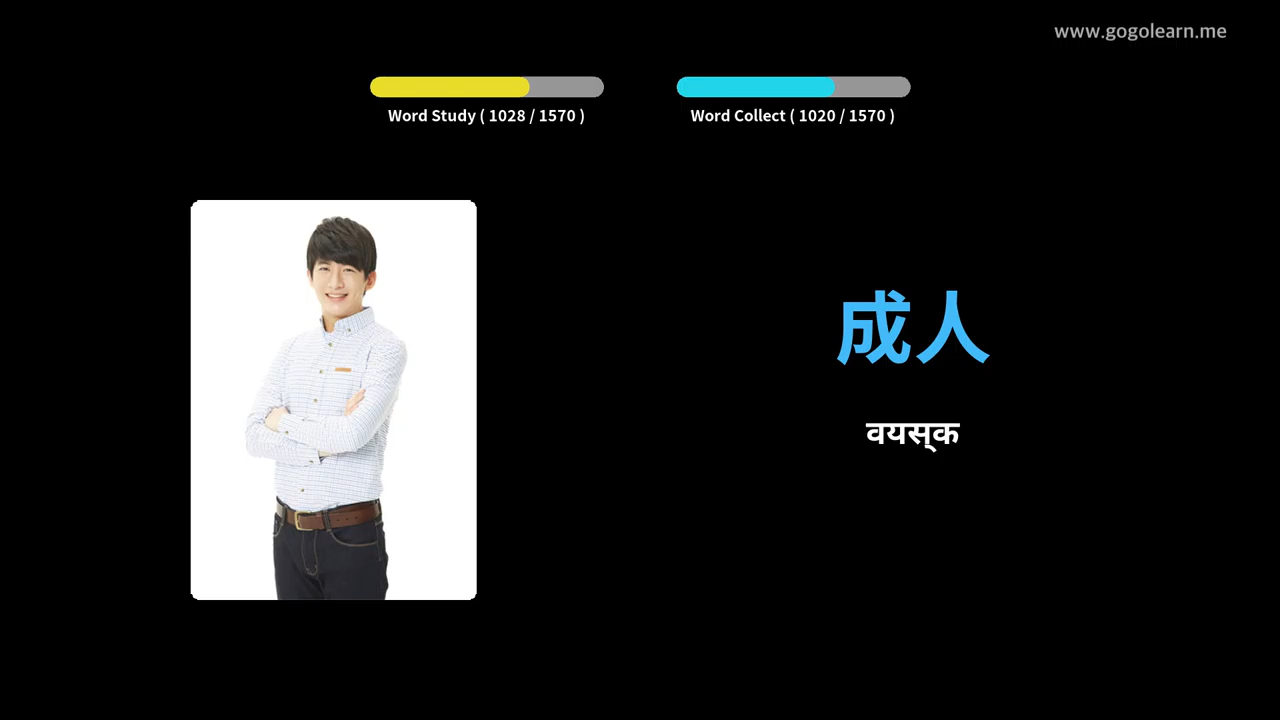 www.gogolearn.me
Word Study ( 1028 / 1570 )
Word Collect ( 1020 / 1570 )
成人
वयस्क